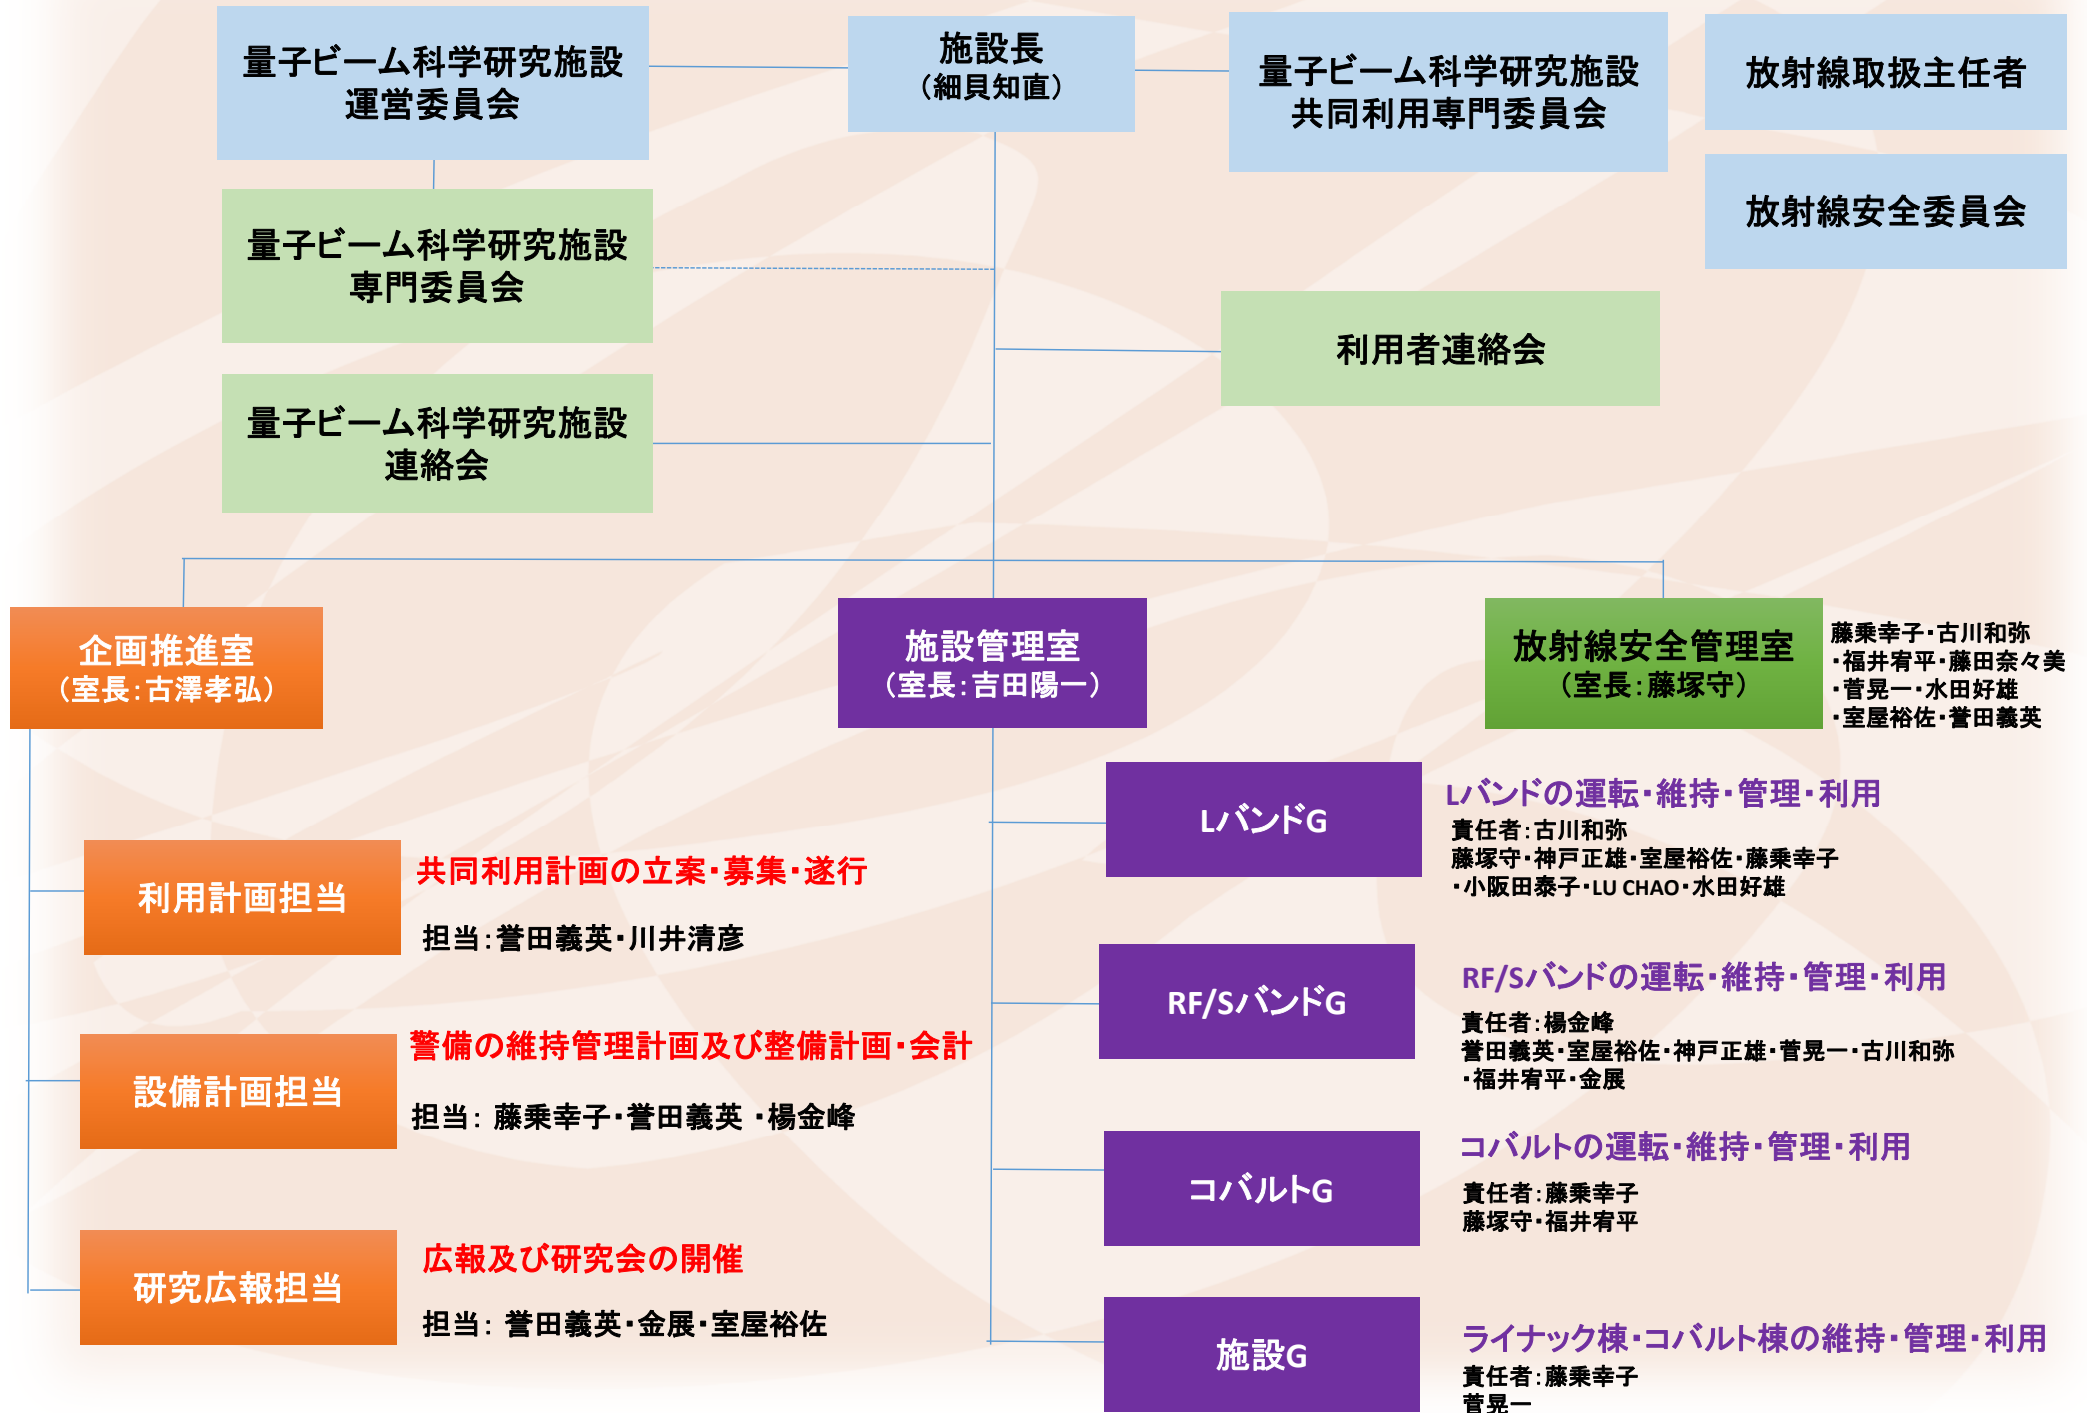 量子ビーム科学研究施設
運営委員会
施設長
（細貝知直）
量子ビーム科学研究施設
共同利用専門委員会
放射線取扱主任者
放射線安全委員会
量子ビーム科学研究施設
専門委員会
利用者連絡会
量子ビーム科学研究施設
連絡会
企画推進室
（室長：古澤孝弘）
施設管理室
（室長：吉田陽一）
放射線安全管理室
（室長：藤塚守）
藤乗幸子・古川和弥
・福井宥平・藤田奈々美
・菅晃一・水田好雄
・室屋裕佐・誉田義英
利用計画担当
共同利用計画の立案・募集・遂行
担当：誉田義英・川井清彦
設備計画担当
警備の維持管理計画及び整備計画・会計
担当： 藤乗幸子・誉田義英 ・楊金峰
研究広報担当
広報及び研究会の開催
担当： 誉田義英・金展・室屋裕佐
LバンドG
Lバンドの運転・維持・管理・利用
責任者：古川和弥
藤塚守・神戸正雄・室屋裕佐・藤乗幸子
・小阪田泰子・LU CHAO・水田好雄
RF/SバンドG
RF/Sバンドの運転・維持・管理・利用
責任者：楊金峰
誉田義英・室屋裕佐・神戸正雄・菅晃一・古川和弥
・福井宥平・金展
コバルトG
コバルトの運転・維持・管理・利用
責任者：藤乗幸子
藤塚守・福井宥平
施設G
ライナック棟・コバルト棟の維持・管理・利用
責任者：藤乗幸子
菅晃一